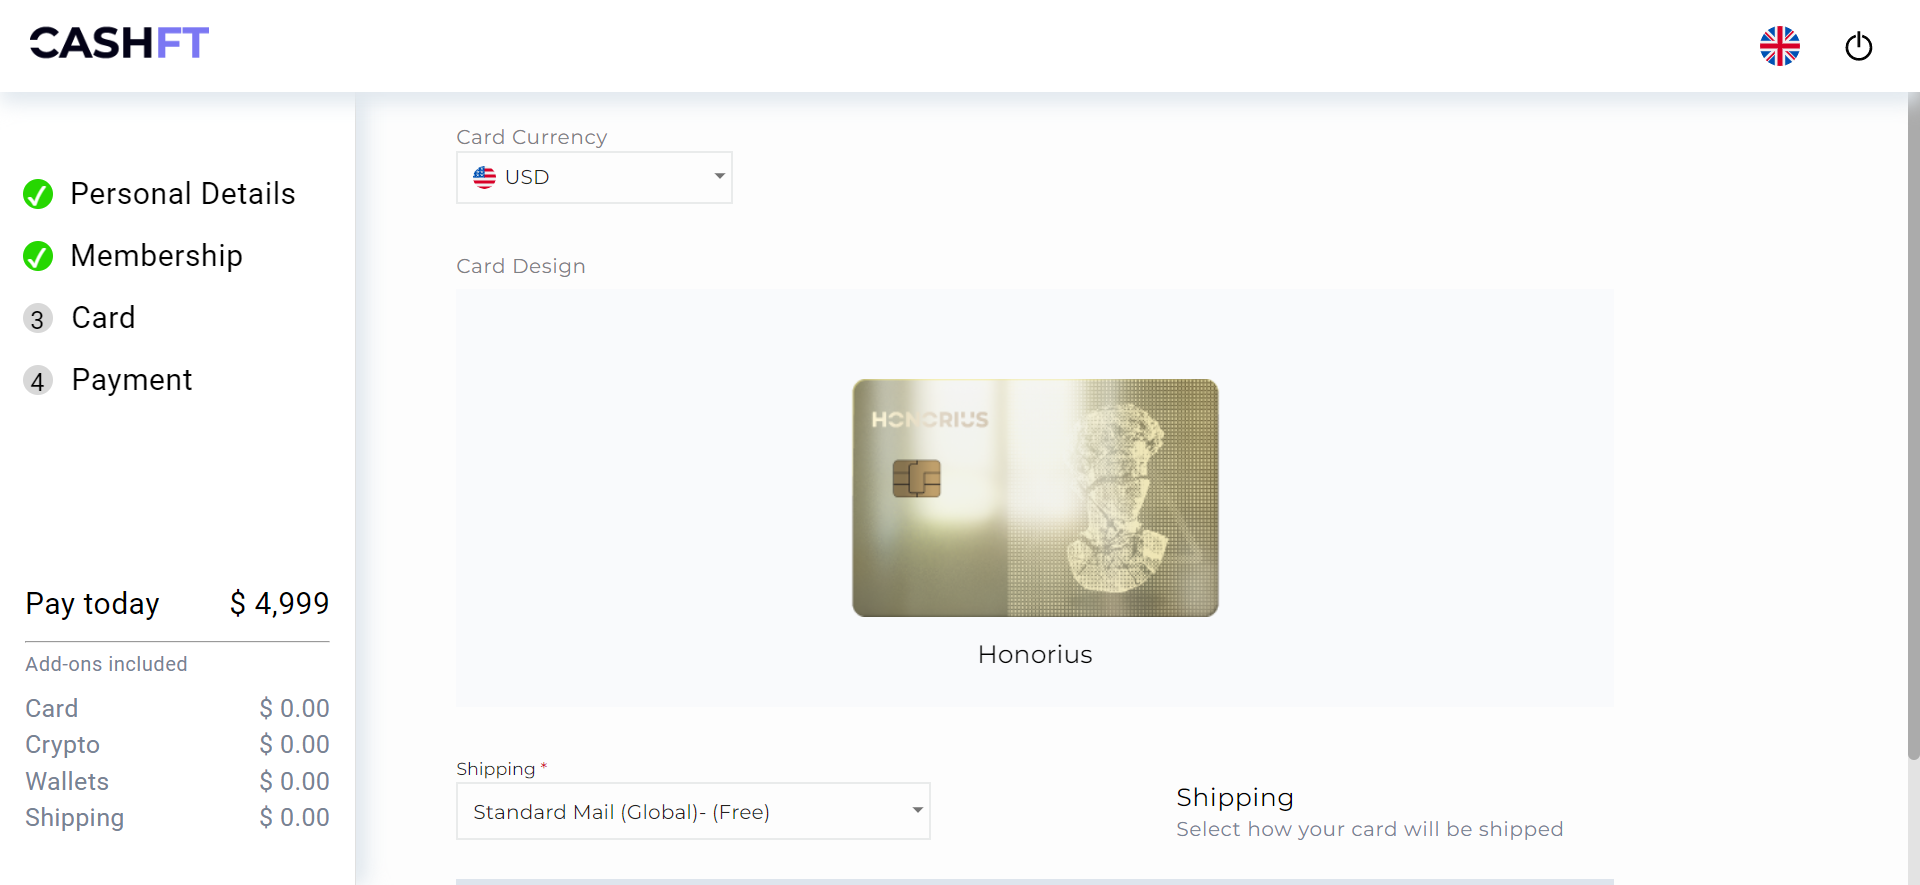 CASHFT
Personal Details
Membership
3 Card
4 Payment
Pay today $ 4,999
Add-ons included
Card $ 0.00
Crypto $ 0.00
Wallets $ 0.00
Shipping $ 0.00
Card Currency
USD
Card Design
HONORIUS
Honorius
Shipping *
Standard Mail (Global)- (Free)
Shipping
Select how your card will be shipped